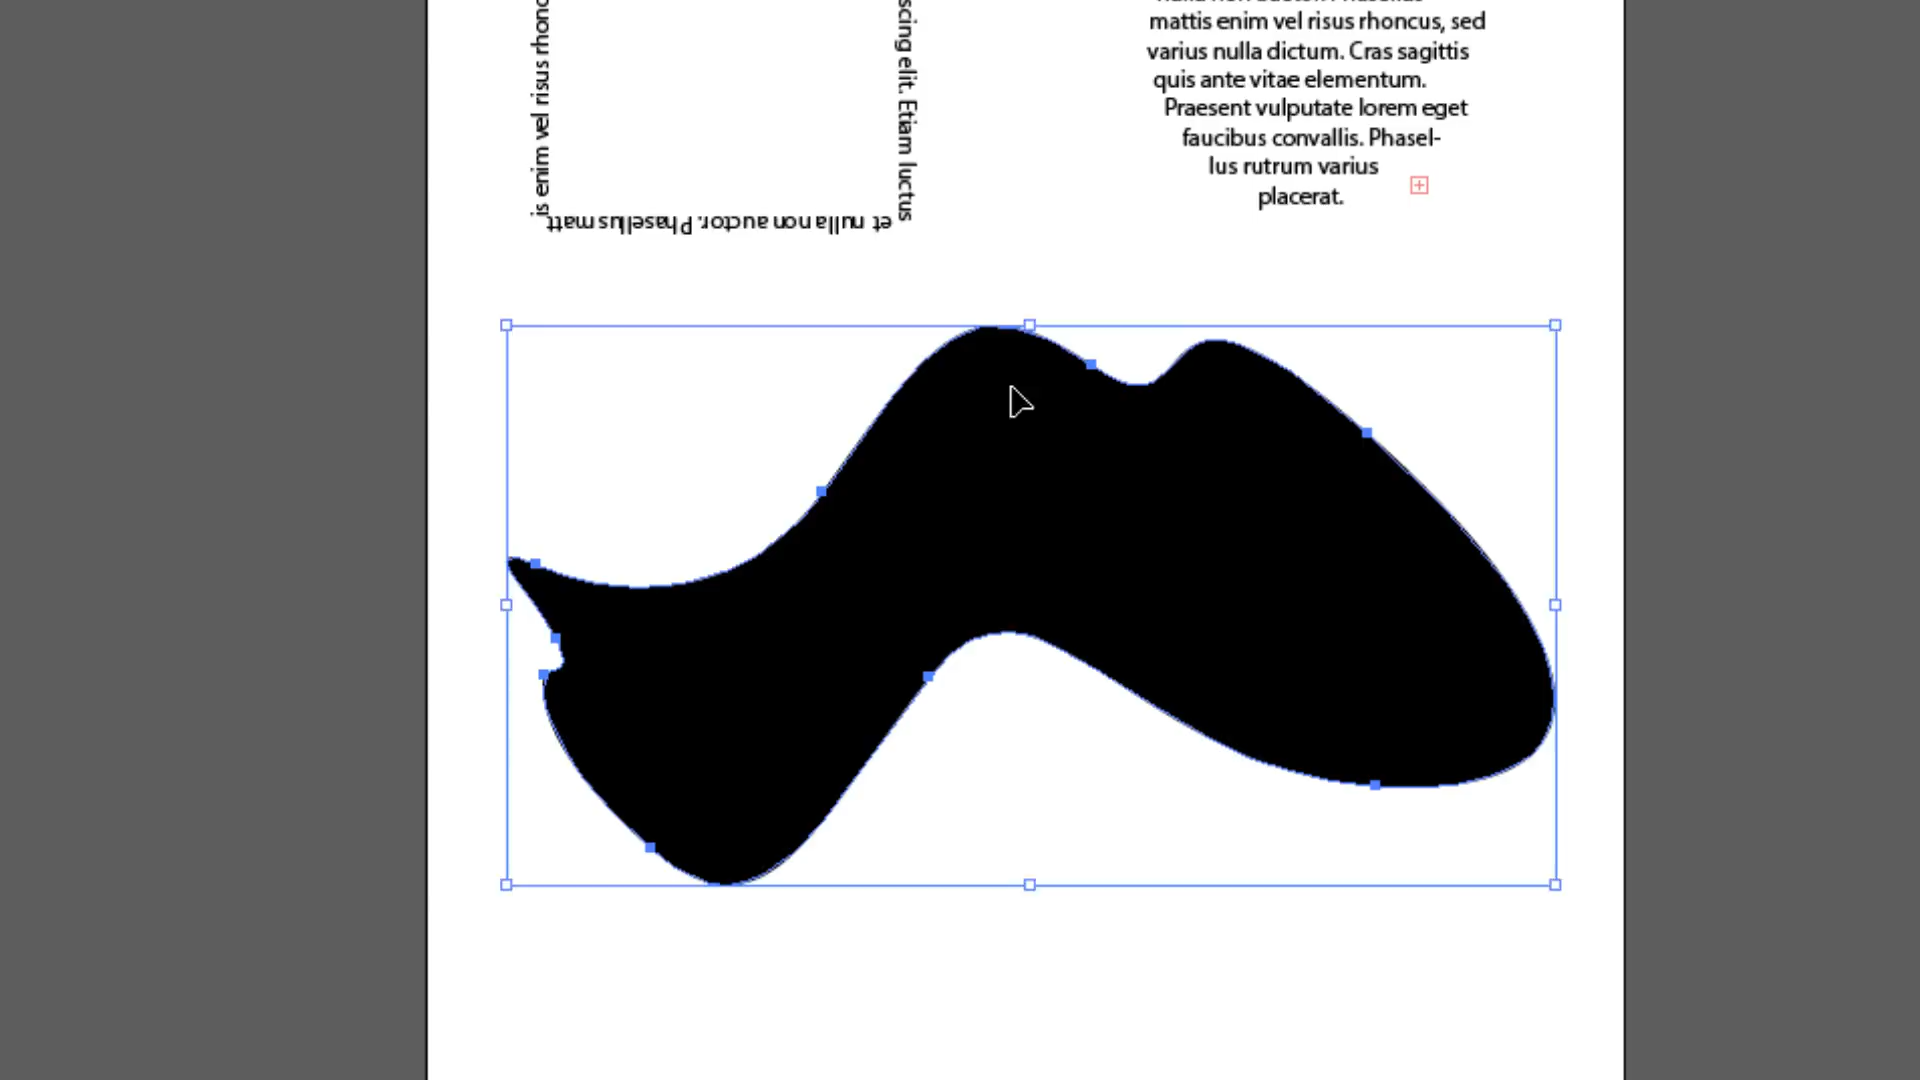 is enim vel risus rhonc
scing elit. Etiam luctus
et nulla non auctor. Phasellus matt
mattis enim vel risus rhoncus, sed
varius nulla dictum. Cras sagittis
quis ante vitae elementum.
Praesent vulputate lorem eget
faucibus convallis. Phasel-
lus rutrum varius
placerat.